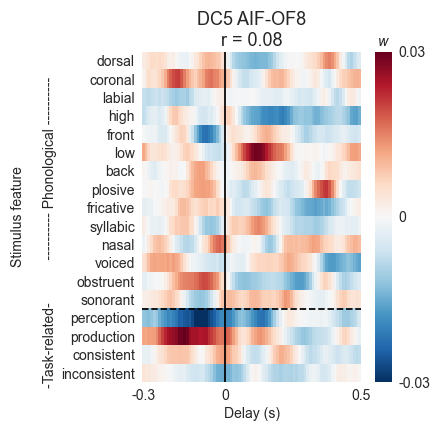 DC5 AIF-OF8
r = 0.08
w
dorsal
coronal
labial
high
front
low
back
plosive
fricative
syllabic
nasal
voiced
obstruent
sonorant
perception
production
consistent
inconsistent
Stimulus feature
---------- Phonological ----------
-Task-related-
-0.3
0
0.5
Delay (s)
0.03
0
-0.03